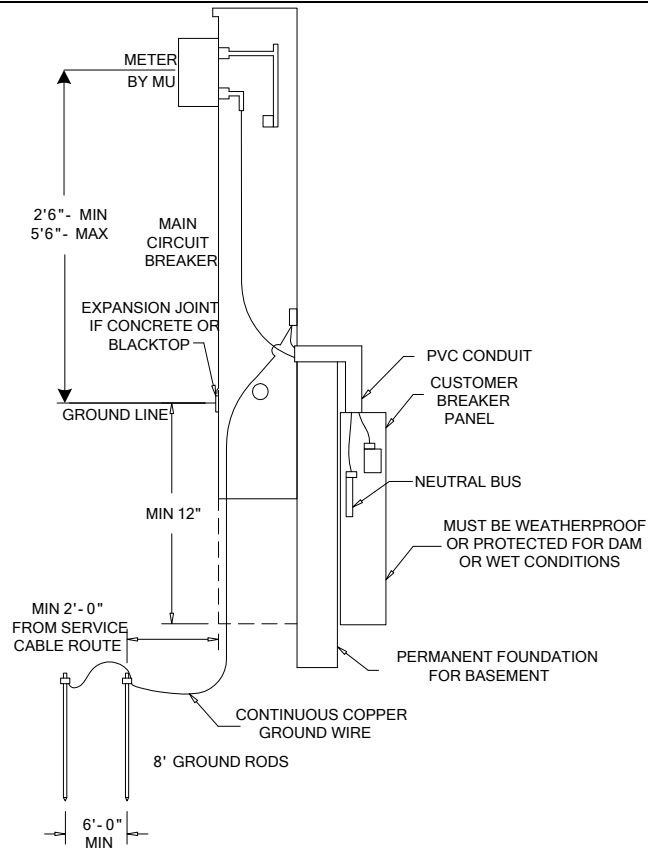 METER
BY MU
2'6"- MIN
5'6"- MAX
MAIN
CIRCUIT
BREAKER
EXPANSION JOINT
IF CONCRETE OR
BLACKTOP
GROUND LINE
PVC CONDUIT
CUSTOMER
BREAKER
PANEL
NEUTRAL BUS
MIN 12"
MUST BE WEATHERPROOF
OR PROTECTED FOR DAM
OR WET CONDITIONS
MIN 2'-0"
FROM SERVICE
CABLE ROUTE
PERMANENT FOUNDATION
FOR BASEMENT
CONTINUOUS COPPER
GROUND WIRE
8' GROUND RODS
6'-0"
MIN